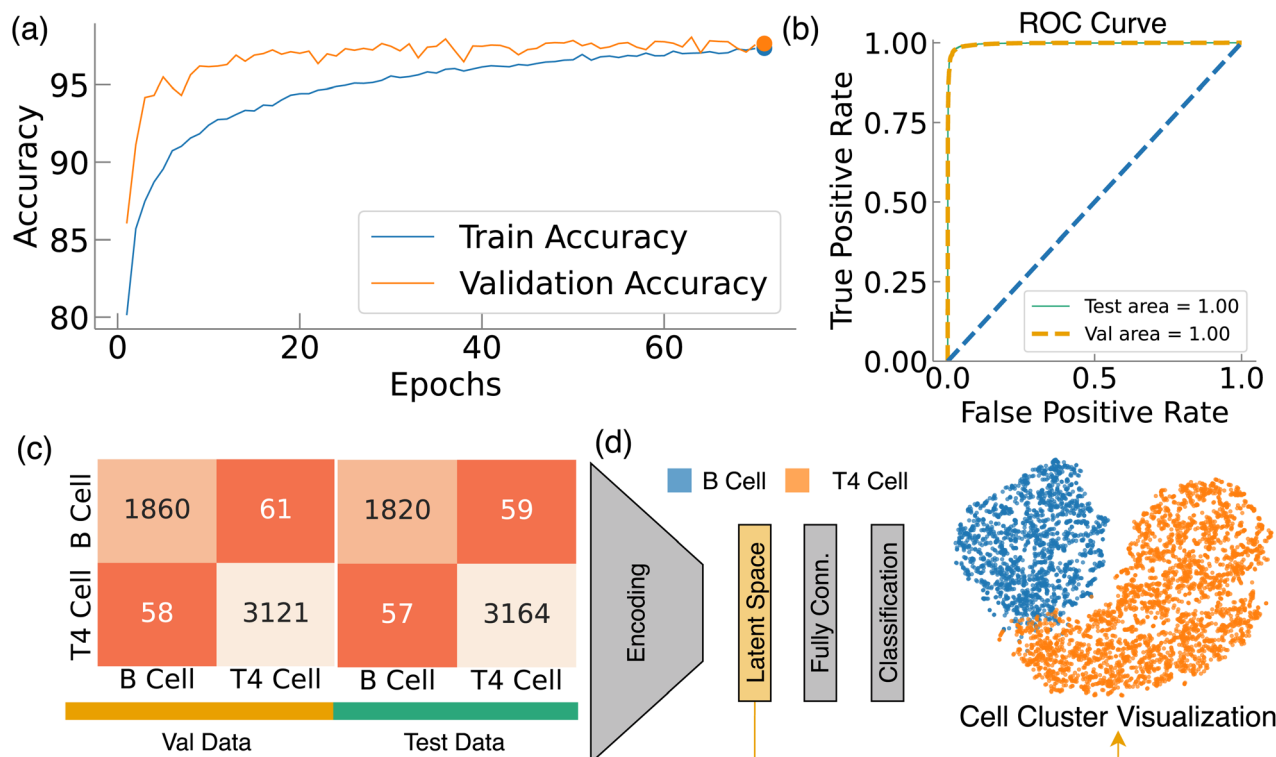 (a)
Accuracy
95
90
85
80
0 20 40 60
Epochs
Train Accuracy
Validation Accuracy
(b)
ROC Curve
True Positive Rate
1.00
0.75
0.50
0.25
0.00
0.0 0.5 1.0
False Positive Rate
Test area = 1.00
Val area = 1.00
(c)
B Cell
T4 Cell
1860 61 1820 59
58 3121 57 3164
B Cell T4 Cell B Cell T4 Cell
Val Data Test Data
(d)
B Cell T4 Cell
Encoding
Latent Space
Fully Conn.
Classification
Cell Cluster Visualization